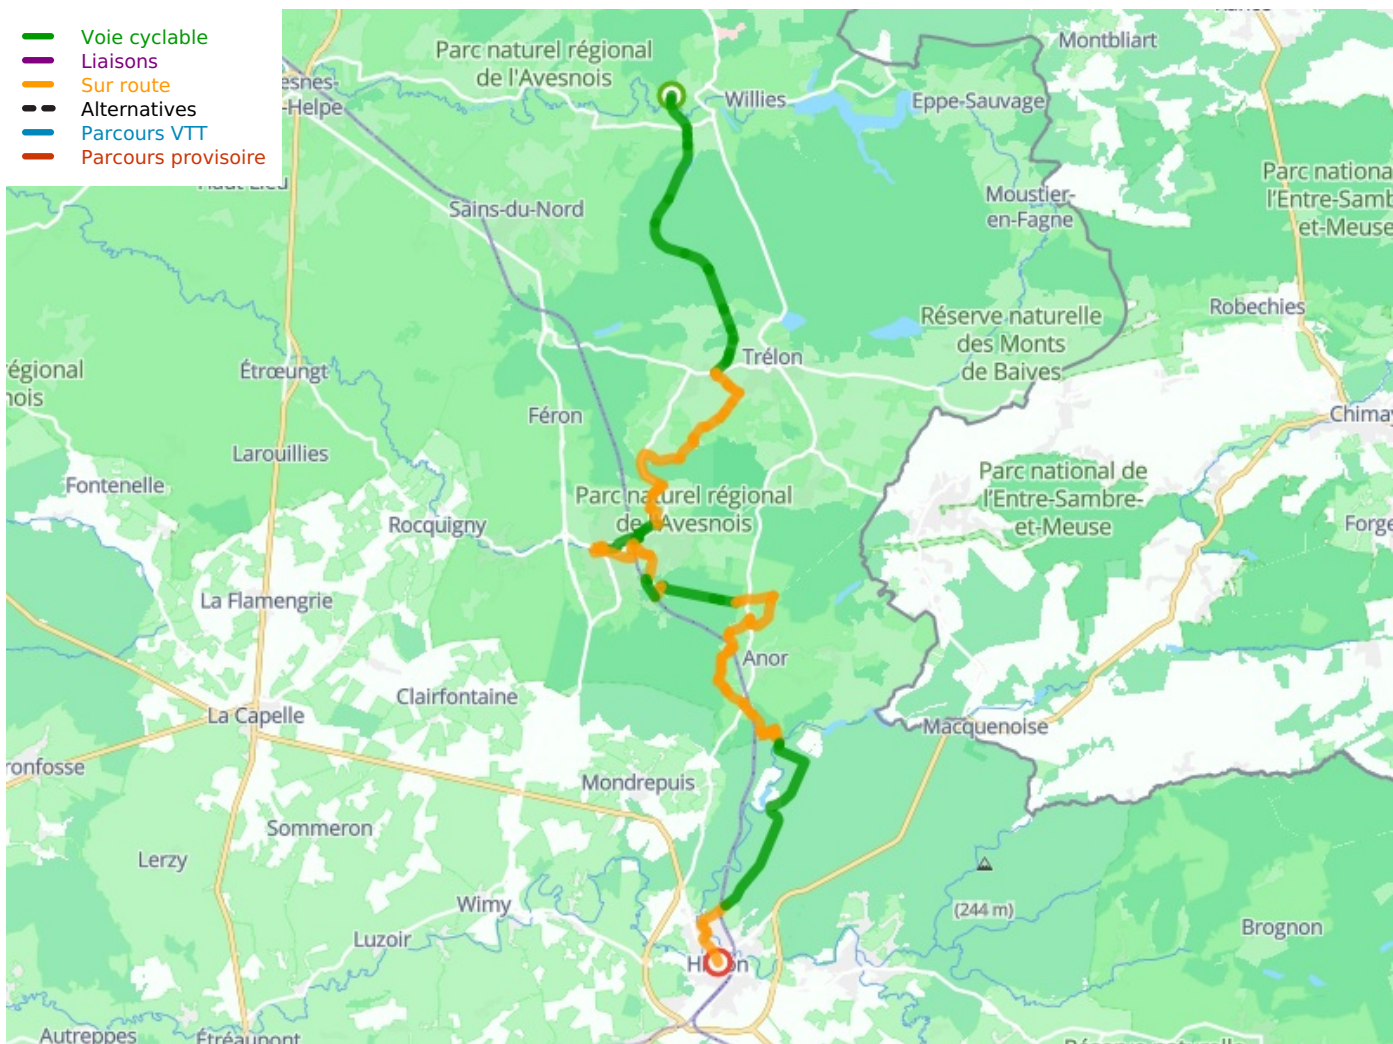 Voie cyclable
Liaisons
Sur route
Alternatives
Parcours VTT
Parcours provisoire
Parc naturel régional
de l'Avesnois
Montbliart
esnes-
-Helpe
Willies
Eppe-Sauvage
Parc nationa
l'Entre-Samb
et-Meuse
Moustier-
en-Fagne
Sains-du-Nord
Robechies
Réserve naturelle
des Monts
de Baives
Trélon
Étrœungt
égional
nois
Féron
Chimay
Larouillies
Fontenelle
Parc national de
l'Entre-Sambre-
et-Meuse
Parc naturel régional
de l'Avesnois
Rocquigny
Forge
La Flamengrie
Anor
Clairfontaine
La Capelle
Macquenoise
ronfosse
Mondrepuis
Sommeron
Lerzy
Wimy
(244 m)
Luzoir
Brognon
Autreppes
Étréaupont